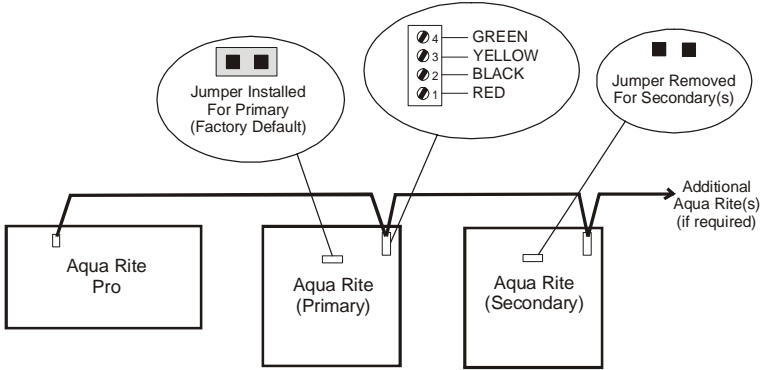 Jumper Installed
For Primary
(Factory Default)
4 GREEN
3 YELLOW
2 BLACK
1 RED
Jumper Removed
For Secondary(s)
Additional
Aqua Rite(s)
(if required)
Aqua Rite
Pro
Aqua Rite
(Primary)
Aqua Rite
(Secondary)